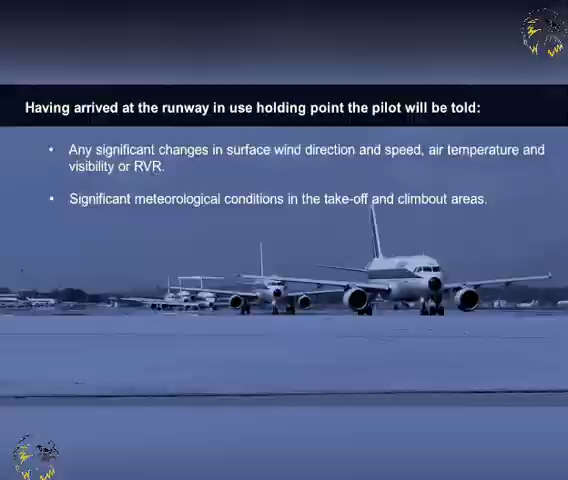 Having arrived at the runway in use holding point the pilot will be told:
• Any significant changes in surface wind direction and speed, air temperature and
visibility or RVR.
• Significant meteorological conditions in the take-off and climbout areas.